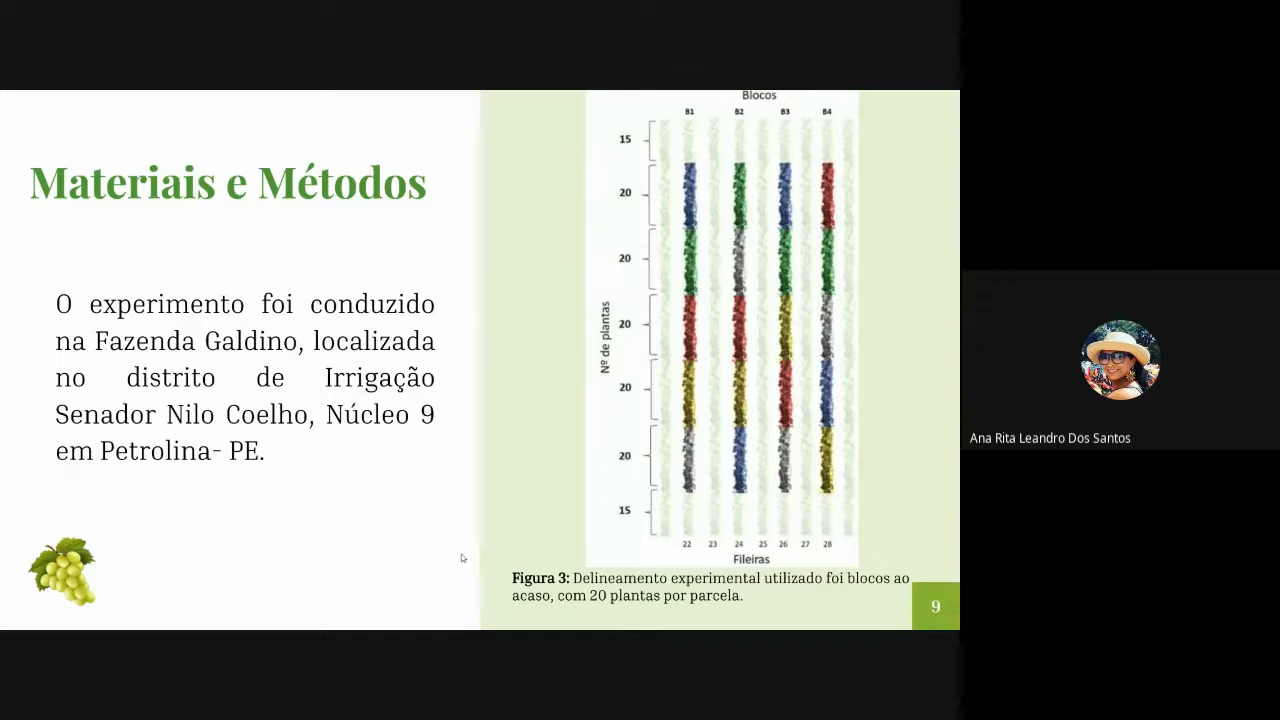 Materiais e Métodos
O experimento foi conduzido
na Fazenda Galdino, localizada
no distrito de Irrigação
Senador Nilo Coelho, Núcleo 9
em Petrolina- PE.
Blocos
B1 B2 B3 B4
15
20
20
20
20
20
15
Nº de plantas
22 23 24 25 26 27 28
Fileiras
Figura 3: Delineamento experimental utilizado foi blocos ao
acaso, com 20 plantas por parcela.
9
Ana Rita Leandro Dos Santos